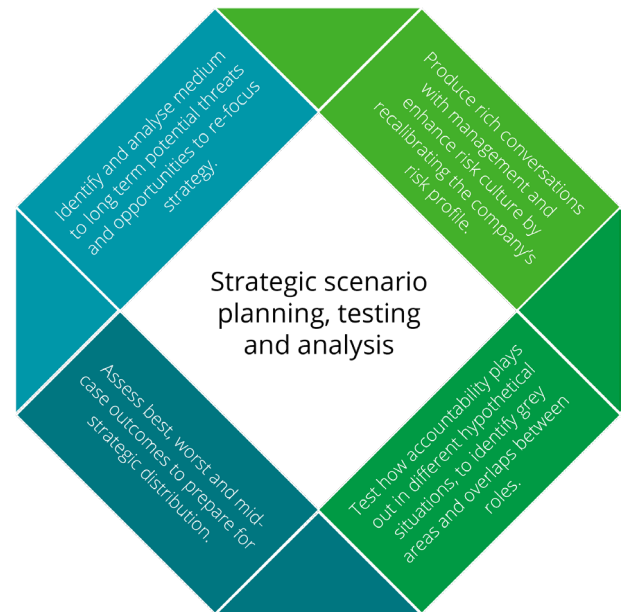 Identify and analyse medium
to long term potential threats
and opportunities to re-focus
strategy.
Produce rich conversations
with management and
enhance risk culture by
recalibrating the company's
risk profile.
Strategic scenario
planning, testing
and analysis
Assess best, worst and mid-
case outcomes to prepare for
strategic distribution.
Test how accountability plays
out in different hypothetical
situations, to identify grey
areas and overlaps between
roles.